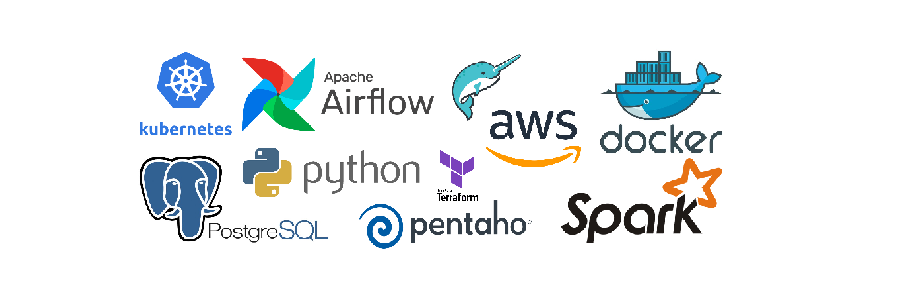 kubernetes
Apache
Airflow
aws
docker
python
Terraform
PostgreSQL
pentaho
Spark